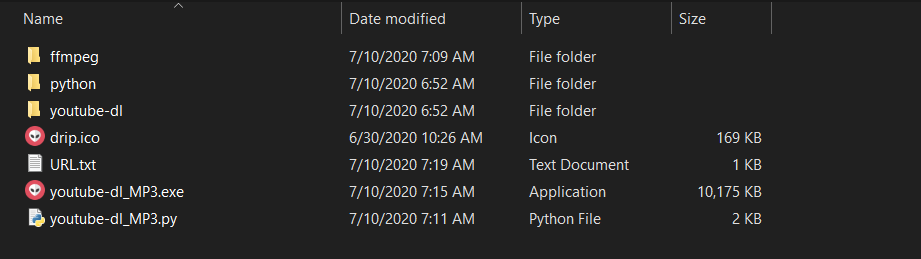 Name Date modified Type Size
ffmpeg 7/10/2020 7:09 AM File folder
python 7/10/2020 6:52 AM File folder
youtube-dl 7/10/2020 6:52 AM File folder
drip.ico 6/30/2020 10:26 AM Icon 169 KB
URL.txt 7/10/2020 7:19 AM Text Document 1 KB
youtube-dl_MP3.exe 7/10/2020 7:15 AM Application 10,175 KB
youtube-dl_MP3.py 7/10/2020 7:11 AM Python File 2 KB